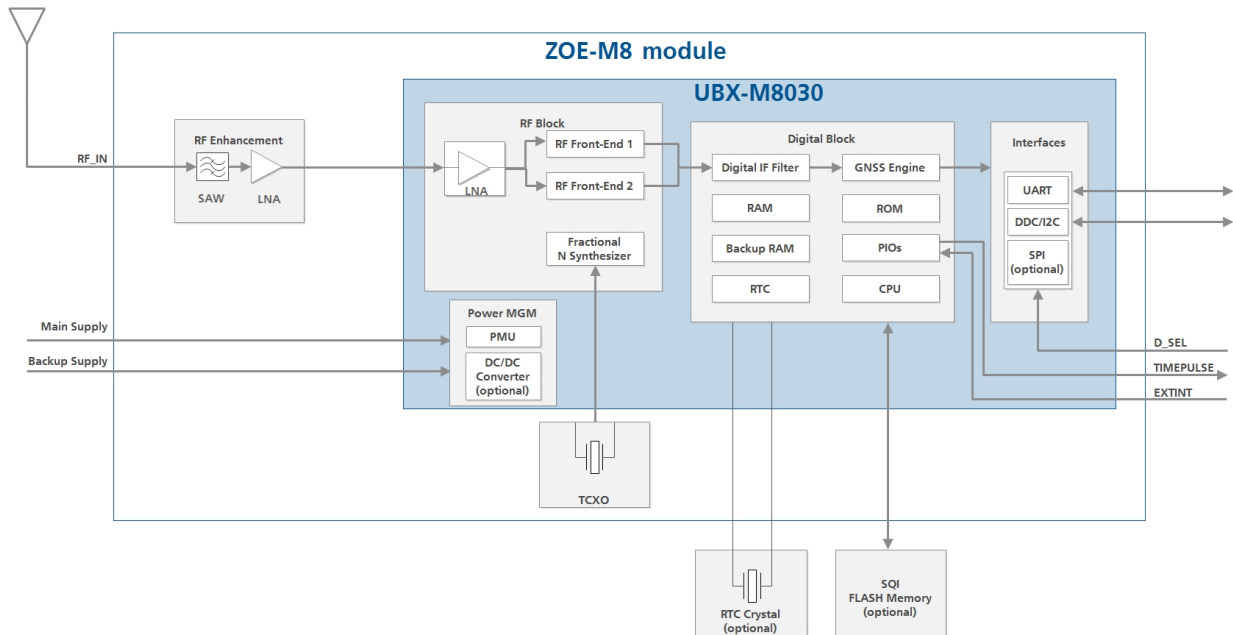 ZOE-M8 module
UBX-M8030
RF Enhancement
RF_IN
SAW
LNA
RF Block
LNA
RF Front-End 1
RF Front-End 2
Fractional
N Synthesizer
Digital Block
Digital IF Filter
GNSS Engine
RAM
ROM
Backup RAM
PIOs
RTC
CPU
Interfaces
UART
DDC/I2C
SPI
(optional)
Main Supply
Backup Supply
Power MGM
PMU
DC/DC
Converter
(optional)
D_SEL
TIMEPULSE
EXTINT
TCXO
RTC Crystal
(optional)
SQI
FLASH Memory
(optional)